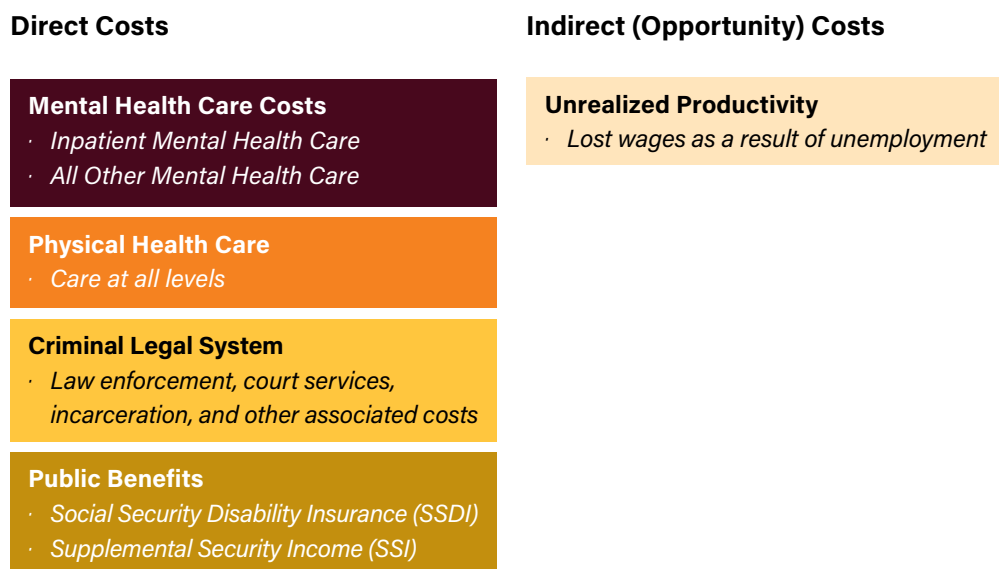 Direct Costs
Mental Health Care Costs
· Inpatient Mental Health Care
· All Other Mental Health Care
Physical Health Care
· Care at all levels
Criminal Legal System
· Law enforcement, court services,
incarceration, and other associated costs
Public Benefits
· Social Security Disability Insurance (SSDI)
· Supplemental Security Income (SSI)
Indirect (Opportunity) Costs
Unrealized Productivity
· Lost wages as a result of unemployment